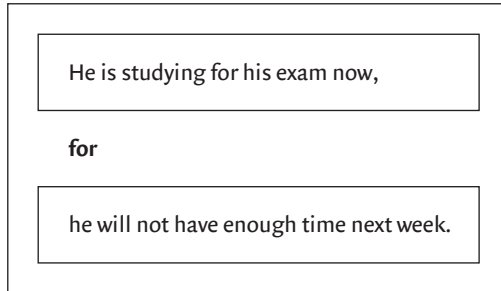 He is studying for his exam now,
for
he will not have enough time next week.